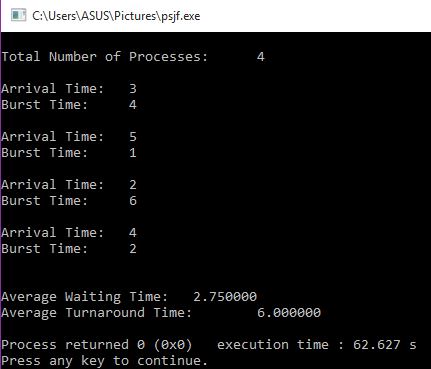 C:\Users\ASUS\Pictures\psjf.exe
Total Number of Processes: 4
Arrival Time: 3
Burst Time: 4
Arrival Time: 5
Burst Time: 1
Arrival Time: 2
Burst Time: 6
Arrival Time: 4
Burst Time: 2
Average Waiting Time: 2.750000
Average Turnaround Time: 6.000000
Process returned 0 (0x0) execution time : 62.627 s
Press any key to continue.